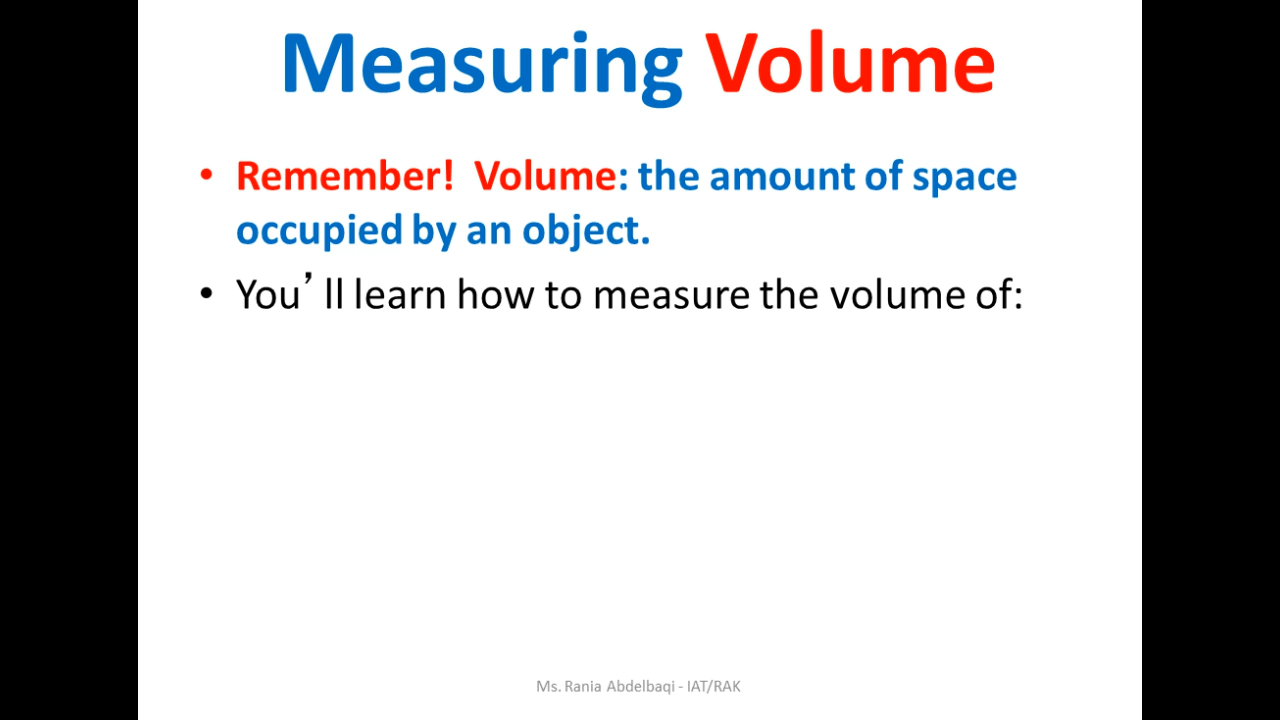 Measuring Volume
• Remember!  Volume: the amount of space
occupied by an object.
• You’ll learn how to measure the volume of:
Ms. Rania Abdelbaqi - IAT/RAK